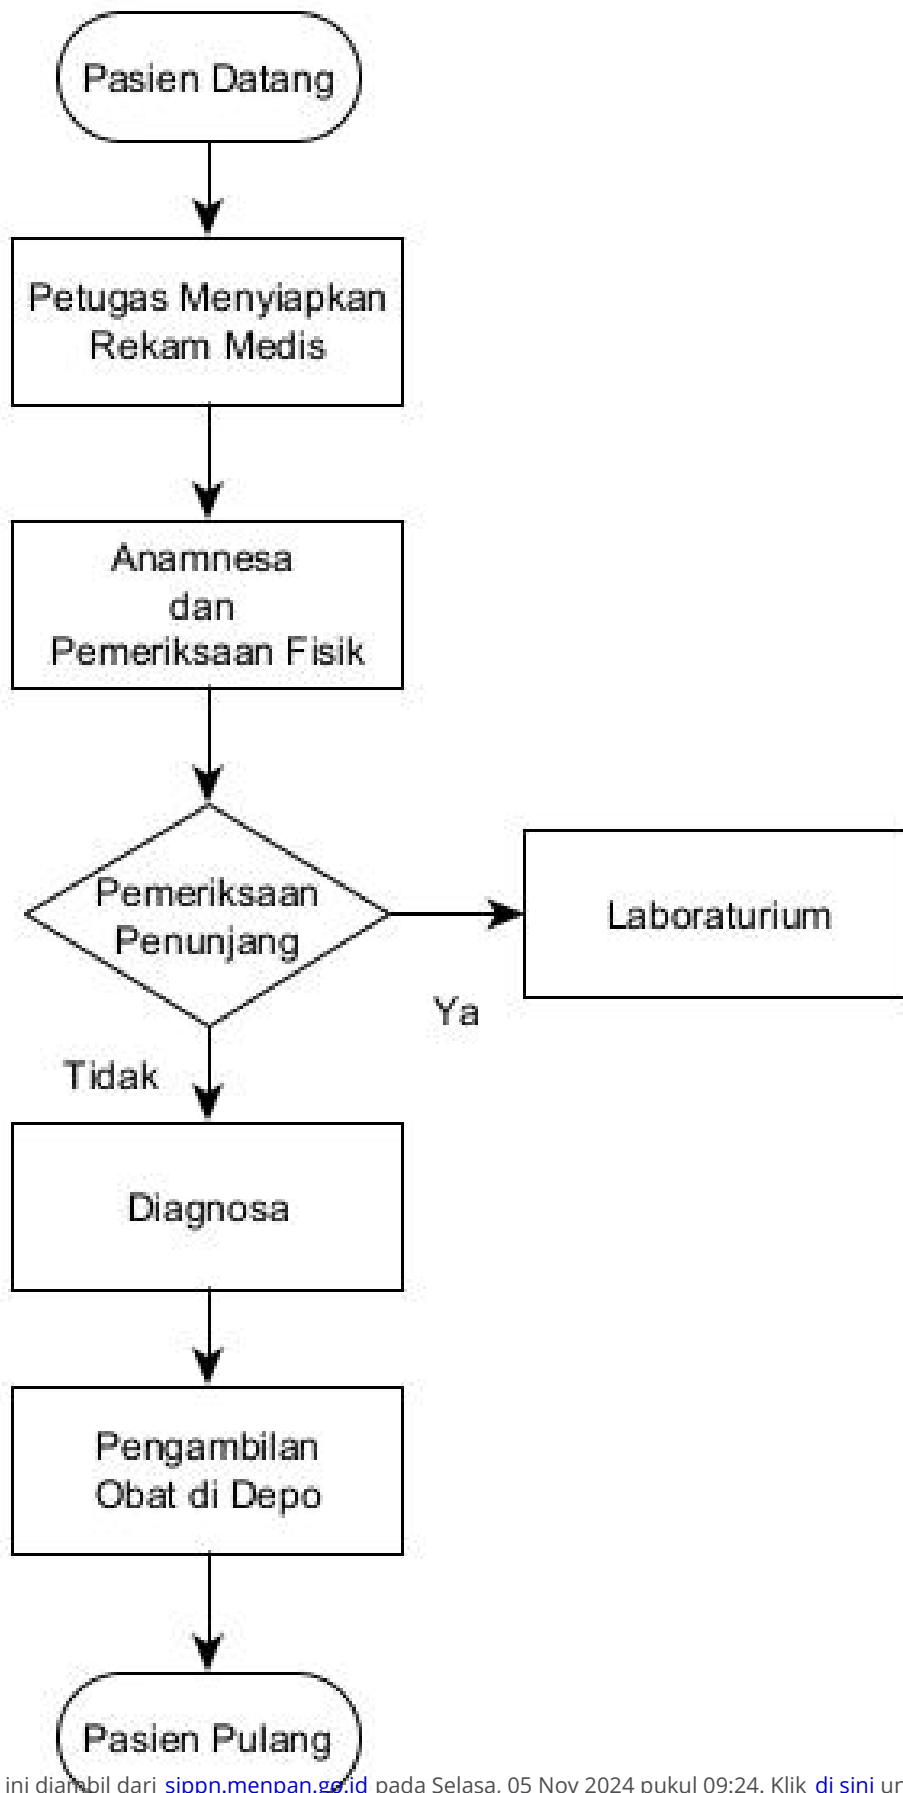 Pasien Datang
Petugas Menyiapkan
Rekam Medis
Anamnesa
dan
Pemeriksaan Fisik
Pemeriksaan
Penunjang
Laboraturium
Ya
Tidak
Diagnosa
Pengambilan
Obat di Depo
Pasien Pulang
ini diambil dari sippn.menpan.go.id pada Selasa, 05 Nov 2024 pukul 09:24. Klik di sini